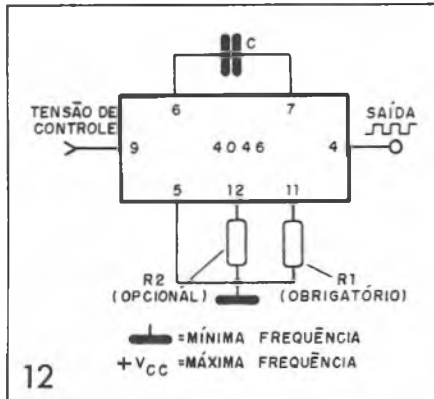 C
TENSÃO DE
CONTROLE
6
7
SAÍDA
9
4046
4
5
12
11
R2
(OPCIONÁL)
R1
(OBRIGATÓRIO)
=MÍNIMA FREQUÊNCIA
+VCC =MÁXIMA FREQUÊNCIA
12